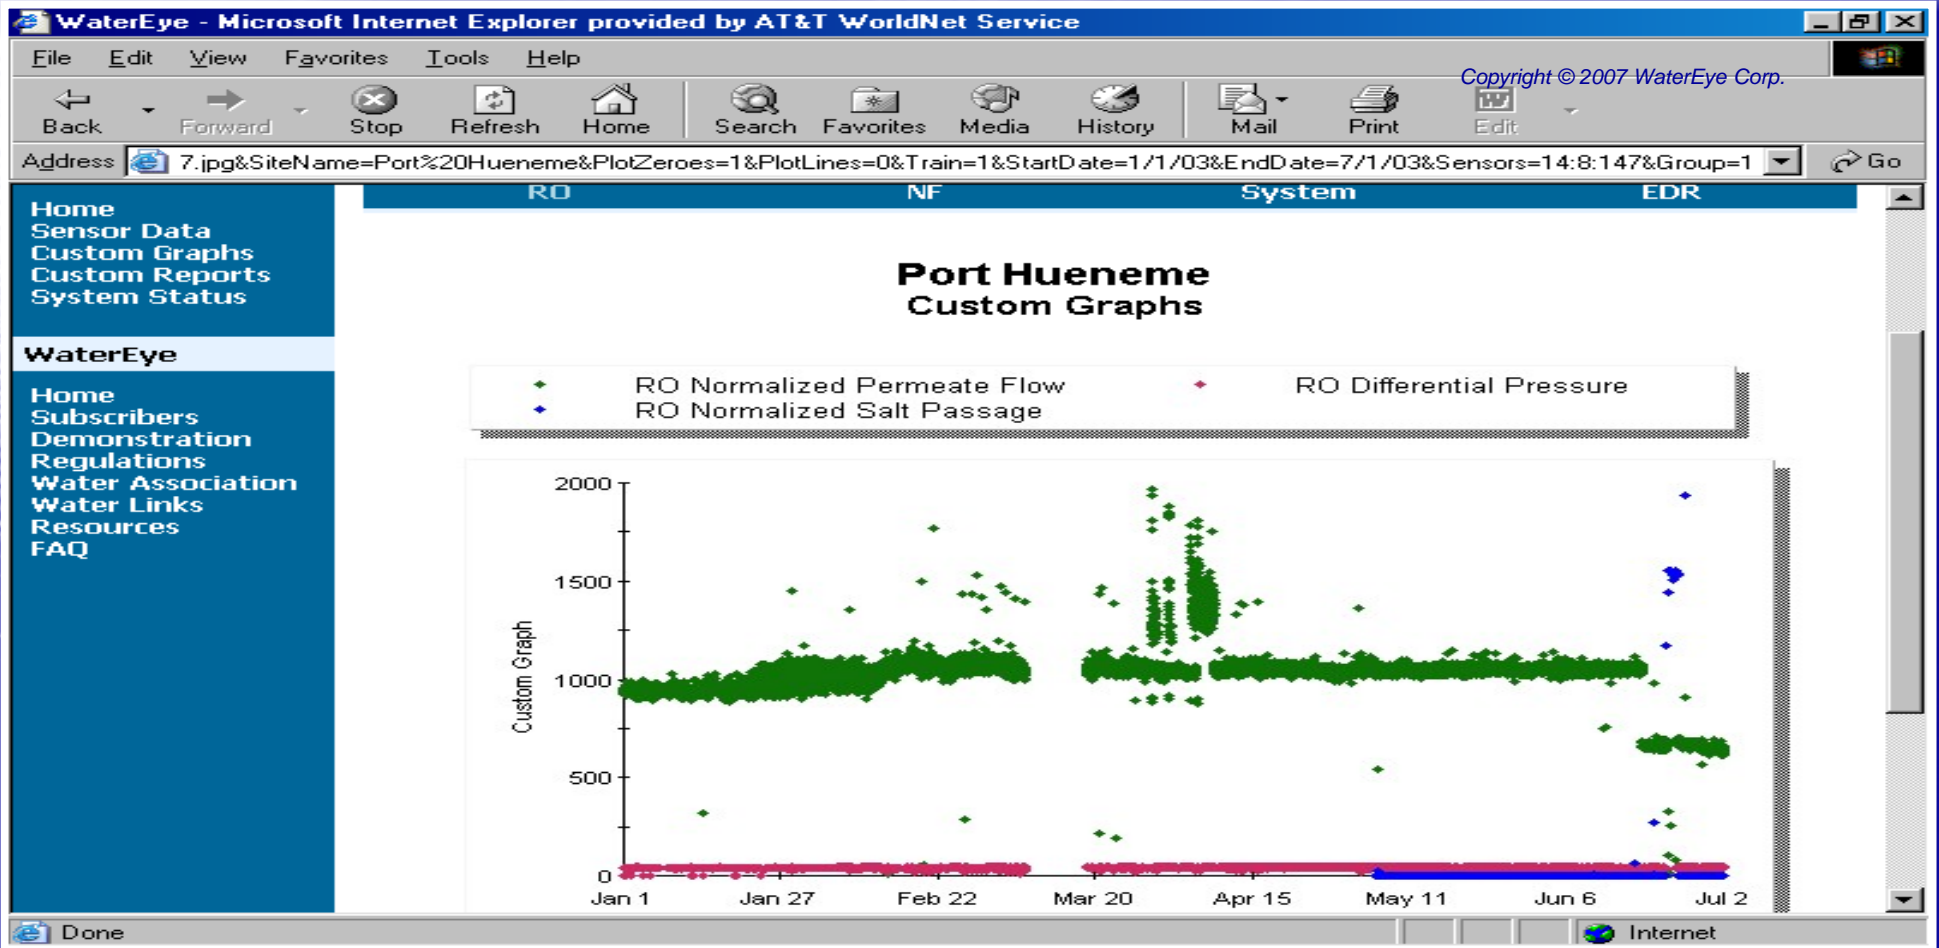 WaterEye - Microsoft Internet Explorer provided by AT&T WorldNet Service
File Edit View Favorites Tools Help
Copyright © 2007 WaterEye Corp.
Back Forward Stop Refresh Home Search Favorites Media History Mail Print Edit
Address 7.jpg&SiteName=Port%20Hueneme&PlotZeroes=1&PlotLines=0&Train=1&StartDate=1/1/03&EndDate=7/1/03&Sensors=14:8:147&Group=1 Go
RO NF System EDR
Home
Sensor Data
Custom Graphs
Custom Reports
System Status
WaterEye
Home
Subscribers
Demonstration
Regulations
Water Association
Water Links
Resources
FAQ
Port Hueneme
Custom Graphs
RO Normalized Permeate Flow RO Differential Pressure
RO Normalized Salt Passage
Custom Graph
2000
1500
1000
500
0
Jan 1 Jan 27 Feb 22 Mar 20 Apr 15 May 11 Jun 6 Jul 2
Done Internet